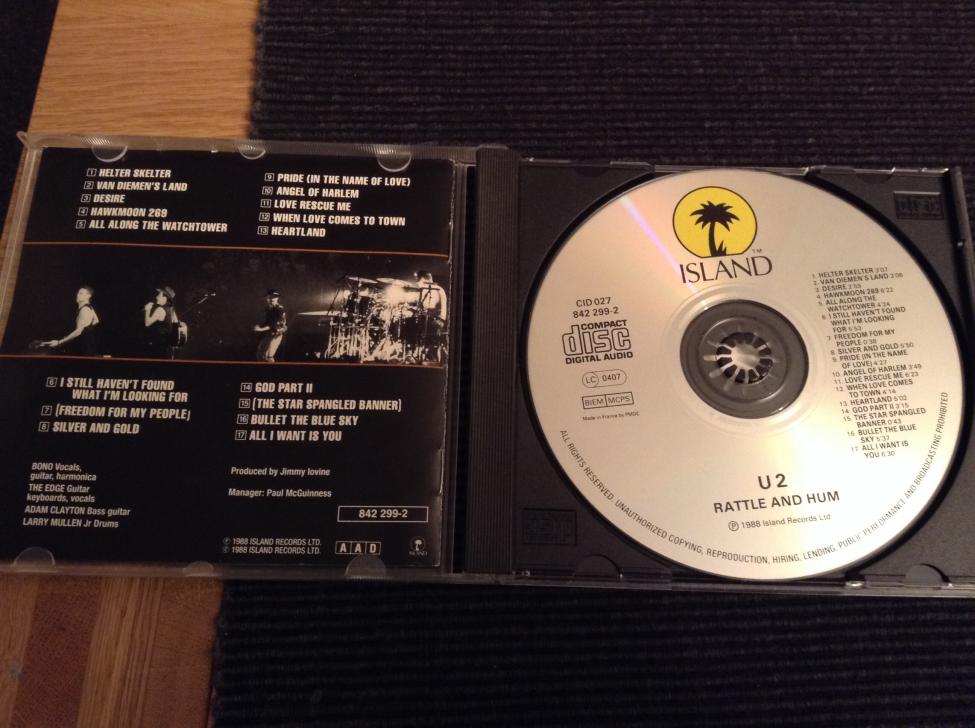 1 HELTER SKELTER
2 VAN DIEMEN'S LAND
3 DESIRE
4 HAWKMOON 269
5 ALL ALONG THE WATCHTOWER
9 PRIDE (IN THE NAME OF LOVE)
10 ANGEL OF HARLEM
11 LOVE RESCUE ME
12 WHEN LOVE COMES TO TOWN
13 HEARTLAND
6 I STILL HAVEN'T FOUND
WHAT I'M LOOKING FOR
7 [FREEDOM FOR MY PEOPLE]
8 SILVER AND GOLD
14 GOD PART II
15 [THE STAR SPANGLED BANNER]
16 BULLET THE BLUE SKY
17 ALL I WANT IS YOU
BONO Vocals,
guitar, harmonica
THE EDGE Guitar
keyboards, vocals
ADAM CLAYTON Bass guitar
LARRY MULLEN Jr Drums
Produced by Jimmy Iovine
Manager: Paul McGuinness
842 299-2
℗ 1988 ISLAND RECORDS LTD.
© 1988 ISLAND RECORDS LTD.
A A D
ISLAND
ISLAND™
CID 027
842 299-2
COMPACT
disc
DIGITAL AUDIO
LC 0407
BIEM MCPS
Made in France by PMDC
1. HELTER SKELTER 3'07
2. VAN DIEMEN'S LAND 3'06
3. DESIRE 2'59
4. HAWKMOON 269 6'22
5. ALL ALONG THE
WATCHTOWER 4'24
6. I STILL HAVEN'T FOUND
WHAT I'M LOOKING
FOR 5'53
7. FREEDOM FOR MY
PEOPLE 0'38
8. SILVER AND GOLD 5'50
9. PRIDE (IN THE NAME
OF LOVE) 4'27
10. ANGEL OF HARLEM 3'49
11. LOVE RESCUE ME 6'23
12. WHEN LOVE COMES
TO TOWN 4'14
13. HEARTLAND 5'02
14. GOD PART II 3'15
15. THE STAR SPANGLED
BANNER 0'43
16. BULLET THE BLUE
SKY 5'37
17. ALL I WANT IS
YOU 6'30
U2
RATTLE AND HUM
℗ 1988 Island Records Ltd
ALL RIGHTS RESERVED. UNAUTHORIZED COPYING, REPRODUCTION, HIRING, LENDING, PUBLIC PERFORMANCE AND BROADCASTING PROHIBITED